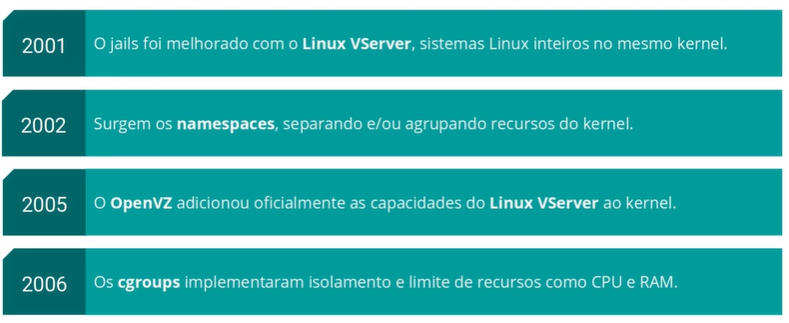 2001
O jails foi melhorado com o Linux VServer, sistemas Linux inteiros no mesmo kernel.
2002
Surgem os namespaces, separando e/ou agrupando recursos do kernel.
2005
O OpenVZ adicionou oficialmente as capacidades do Linux VServer ao kernel.
2006
Os cgroups implementaram isolamento e limite de recursos como CPU e RAM.